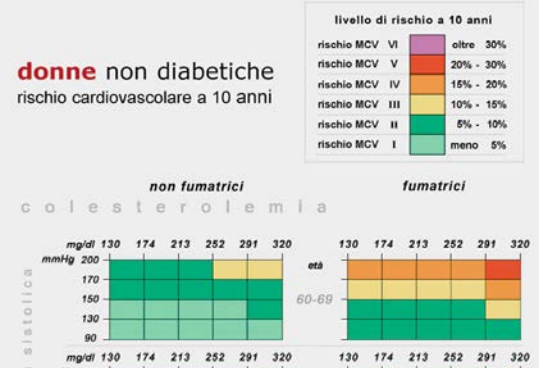 livello di rischio a 10 anni
rischio MCV VI oltre 30%
rischio MCV V 20% - 30%
rischio MCV IV 15% - 20%
rischio MCV III 10% - 15%
rischio MCV II 5% - 10%
rischio MCV I meno 5%
donne non diabetiche
rischio cardiovascolare a 10 anni
non fumatrici fumatrici
colesterolemia
mg/dl 130 174 213 252 291 320 130 174 213 252 291 320
mmHg 200 età
170
150 60-69
130
90
sistolica
mg/dl 130 174 213 252 291 320 130 174 213 252 291 320